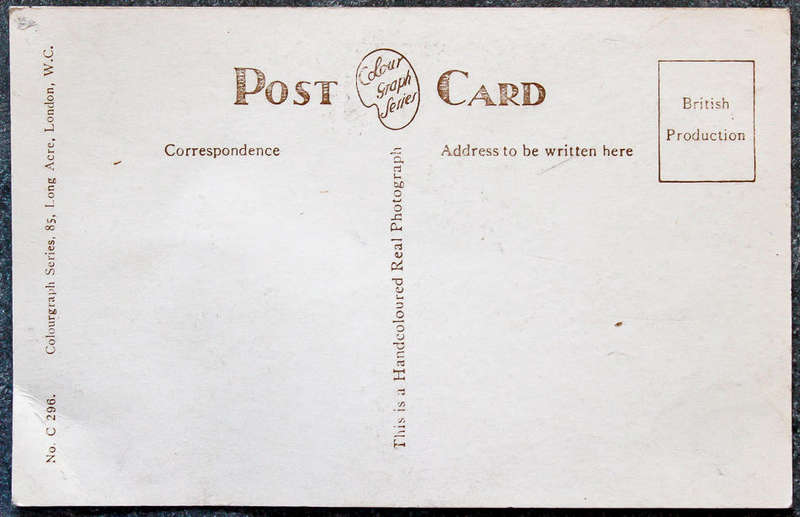 POST CARD
Colour
Graph
Series
Correspondence
Address to be written here
British
Production
This is a Handcoloured Real Photograph
No. C 296. Colourgraph Series, 85, Long Acre, London, W.C.